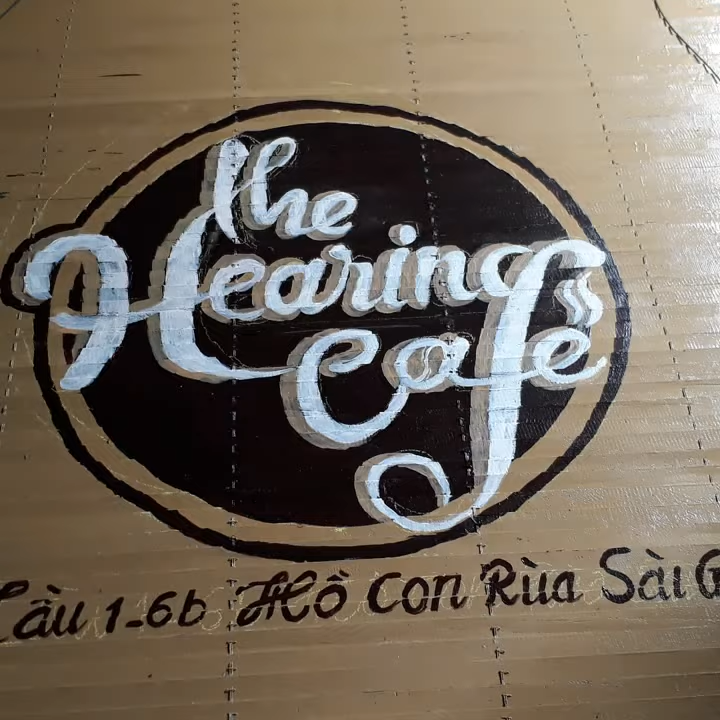 the
Hearing
Cafe
Lầu 1-6b Hồ Con Rùa Sài G